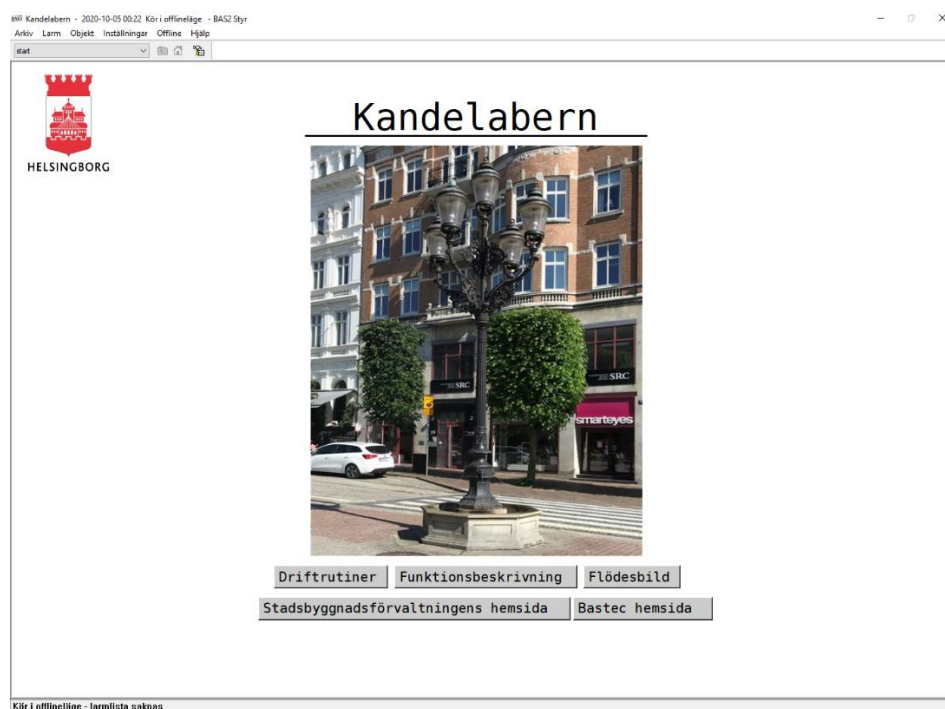 Kandelabern - 2020-10-05 00:22 Kör i offlineläge - BAS2 Styr
Arkiv Larm Objekt Inställningar Offline Hjälp
start
HELSINGBORG
Kandelabern
SRC
SRC
smarteyes
Driftrutiner Funktionsbeskrivning Flödesbild
Stadsbyggnadsförvaltningens hemsida Bastec hemsida
Kör i offlineläge - larmlista saknas